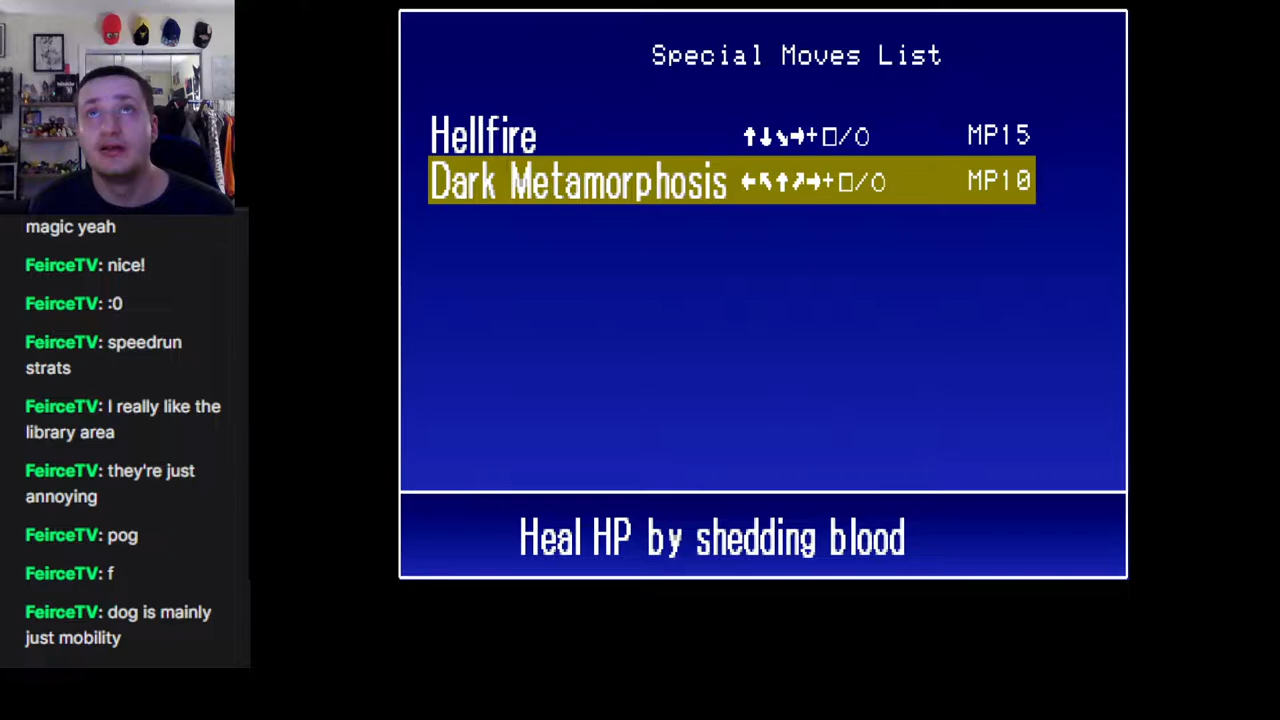 Special Moves List
Hellfire ↑↓↘→+□/○ MP15
Dark Metamorphosis ←↖↑↗→+□/○ MP10
Heal HP by shedding blood
magic yeah
FeirceTV: nice!
FeirceTV: :0
FeirceTV: speedrun
strats
FeirceTV: I really like the
library area
FeirceTV: they're just
annoying
FeirceTV: pog
FeirceTV: f
FeirceTV: dog is mainly
just mobility